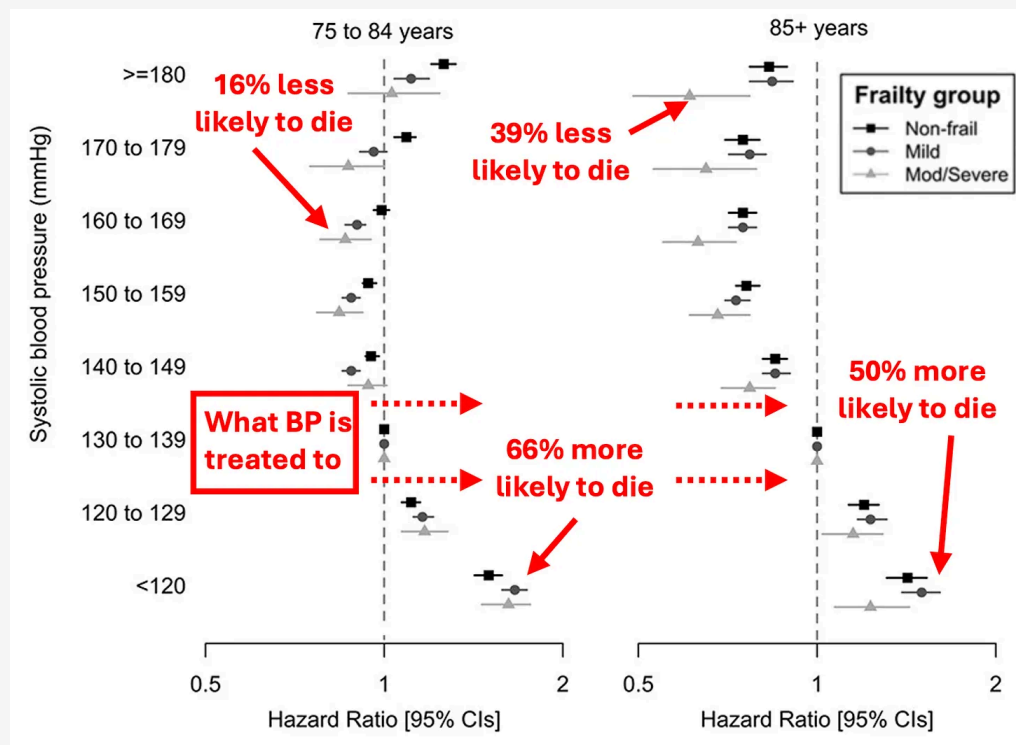 75 to 84 years
85+ years
Systolic blood pressure (mmHg)
>=180
170 to 179
160 to 169
150 to 159
140 to 149
130 to 139
120 to 129
<120
16% less
likely to die
39% less
likely to die
Frailty group
Non-frail
Mild
Mod/Severe
What BP is
treated to
66% more
likely to die
50% more
likely to die
0.5
1
2
0.5
1
2
Hazard Ratio [95% CIs]
Hazard Ratio [95% CIs]